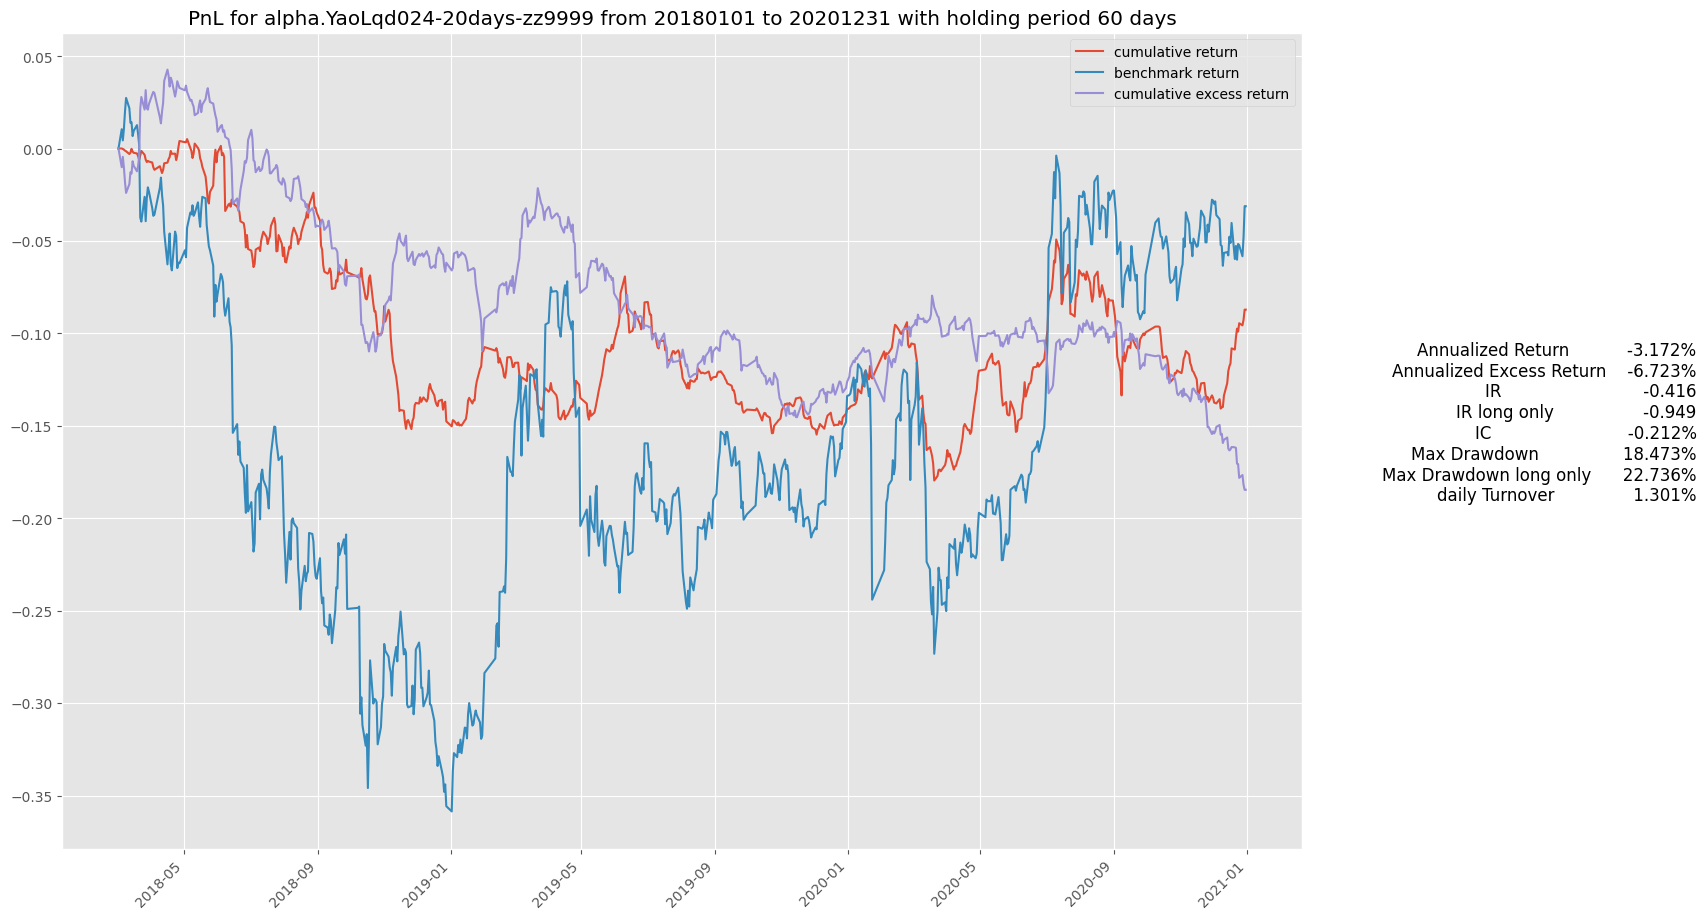 PnL for alpha.YaoLqd024-20days-zz9999 from 20180101 to 20201231 with holding period 60 days
cumulative return
benchmark return
cumulative excess return
0.05
0.00
−0.05
−0.10
−0.15
−0.20
−0.25
−0.30
−0.35
2018-05
2018-09
2019-01
2019-05
2019-09
2020-01
2020-05
2020-09
2021-01
Annualized Return -3.172%
Annualized Excess Return -6.723%
IR -0.416
IR long only -0.949
IC -0.212%
Max Drawdown 18.473%
Max Drawdown long only 22.736%
daily Turnover 1.301%